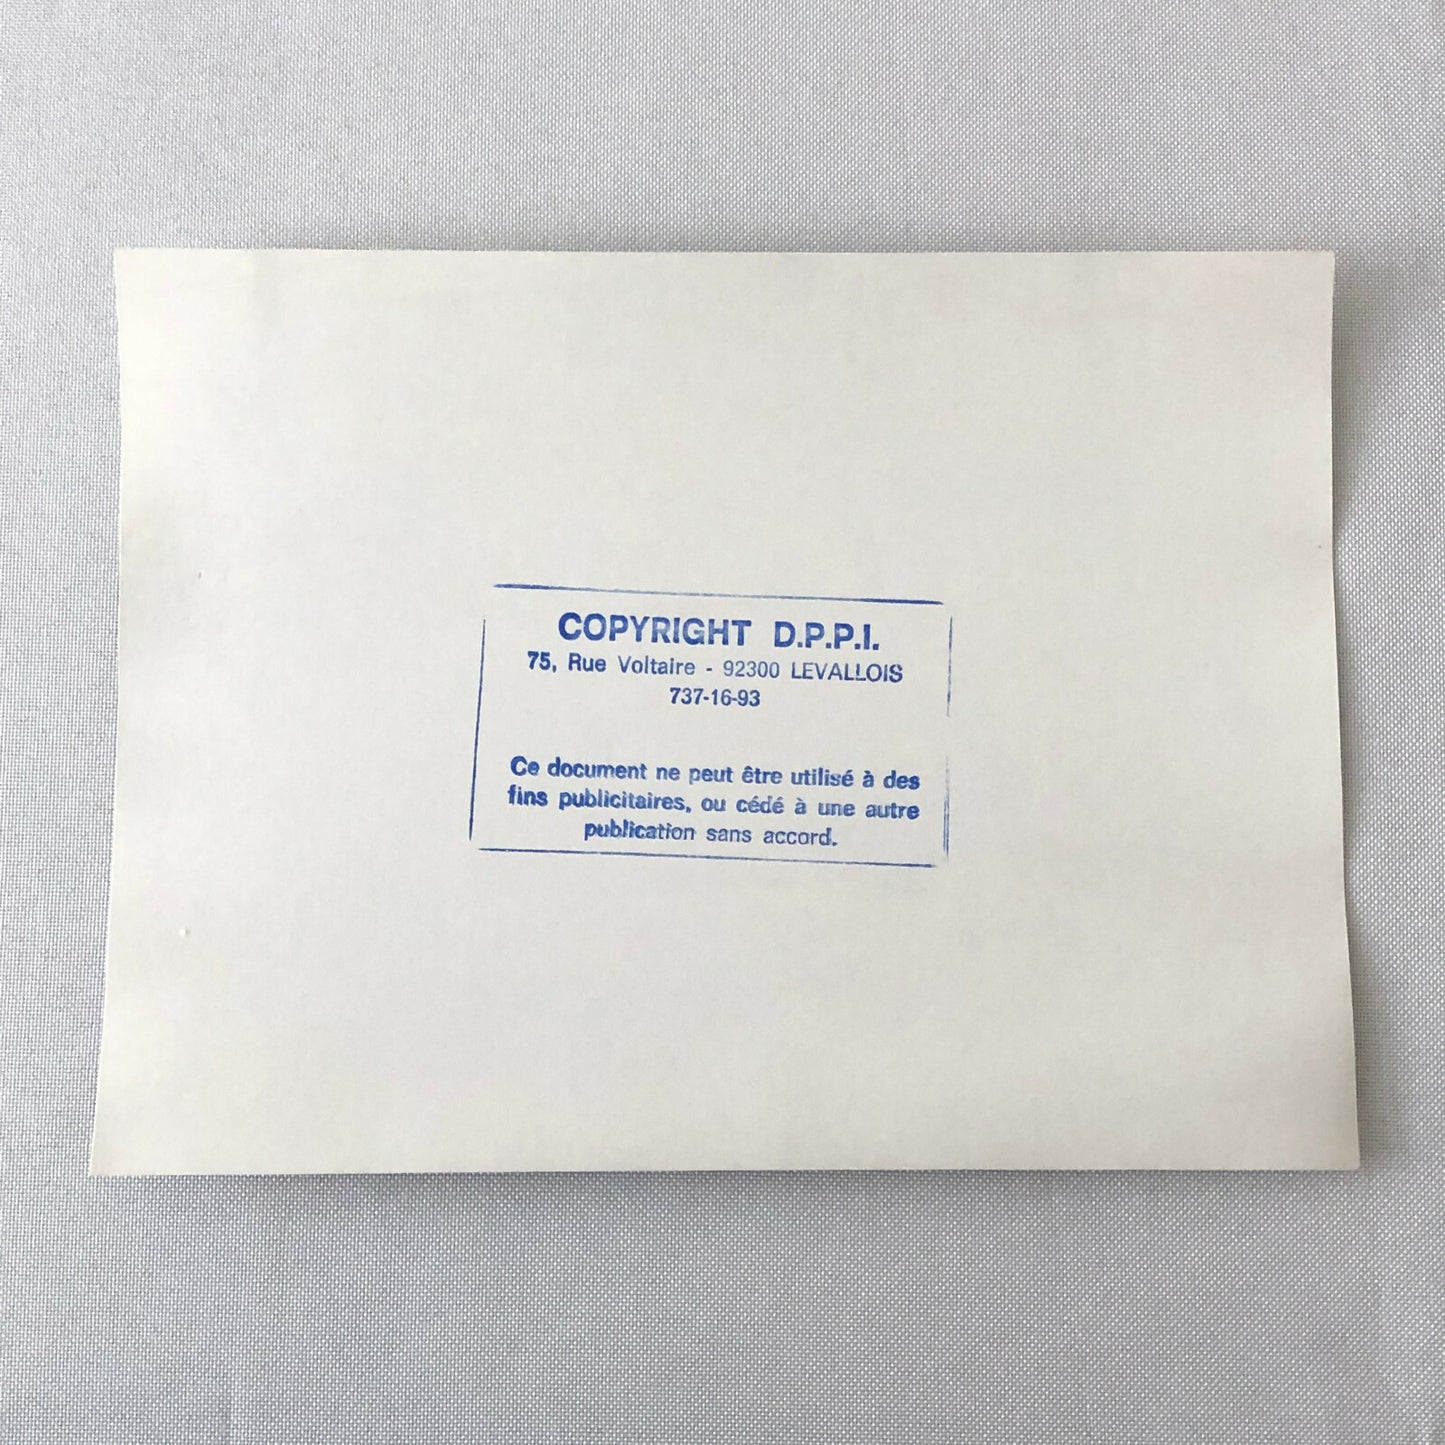 COPYRIGHT D.P.P.I.
75, Rue Voltaire - 92300 LEVALLOIS
737-16-93
Ce document ne peut être utilisé à des
fins publicitaires, ou cédé à une autre
publication sans accord.